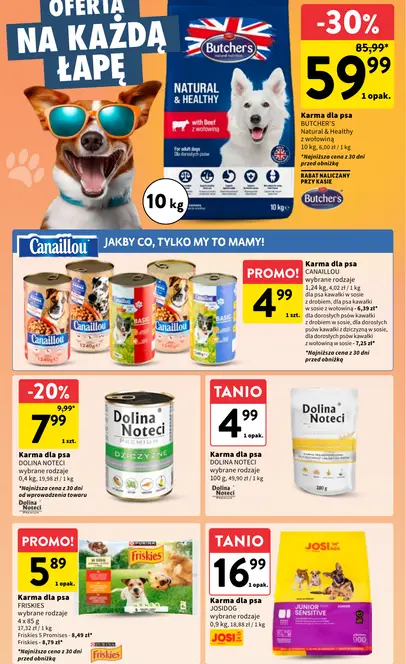 OFERTA
NA KAŻDĄ
ŁAPĘ
Butcher's
NATURAL
& HEALTHY
with Beef
z wołowiną
For adult dogs
Dla dorosłych psów
10 kg e
10 kg
-30%
85,99*
59 99
1 opak.
Karma dla psa
BUTCHER'S
Natural & Healthy
z wołowiną
10 kg, 6,00 zł / 1 kg
*Najniższa cena z 30 dni
przed obniżką
RABAT NALICZANY
PRZY KASIE
Butcher's
Canaillou
JAKBY CO, TYLKO MY TO MAMY!
Canaillou
BASIC
1240g
PROMO!
4 99
1 szt.
Karma dla psa
CANAILLOU
wybrane rodzaje
1,24 kg, 4,02 zł / 1 kg
dla psa kawałki w sosie
z drobiem, dla psa kawałki
w sosie z wołowiną - 6,39 zł*
dla dorosłych psów kawałki
z drobiem w sosie, dla dorosłych
psów kawałki z dziczyzną w sosie,
dla dorosłych psów kawałki
z wołowiną w sosie - 7,25 zł*
*Najniższa cena z 30 dni
przed obniżką
-20%
9,99*
7 99
1 szt.
Karma dla psa
DOLINA NOTECI
wybrane rodzaje
0,4 kg, 19,98 zł / 1 kg
*Najniższa cena z 30 dni
od wprowadzenia towaru
Dolina
Noteci
Dolina
Noteci
PREMIUM
DZICZYZNĘ
TANIO
4 99
1 opak.
Karma dla psa
DOLINA NOTECI
wybrane rodzaje
100 g, 49,90 zł / 1 kg
Dolina
Noteci
Dolina
Noteci
PROMO!
5 89
1 opak.
Karma dla psa
FRISKIES
wybrane rodzaje
4 x 85 g
17,32 zł / 1 kg
Friskies 5 Promises - 8,49 zł*
Friskies - 8,79 zł*
*Najniższa cena z 30 dni
przed obniżką
PURINA
Friskies
PURINA
Friskies
TANIO
16 99
1 opak.
Karma dla psa
JOSIDOG
wybrane rodzaje
0,9 kg, 18,88 zł / 1 kg
JOSI
JOSI
JUNIOR
SENSITIVE